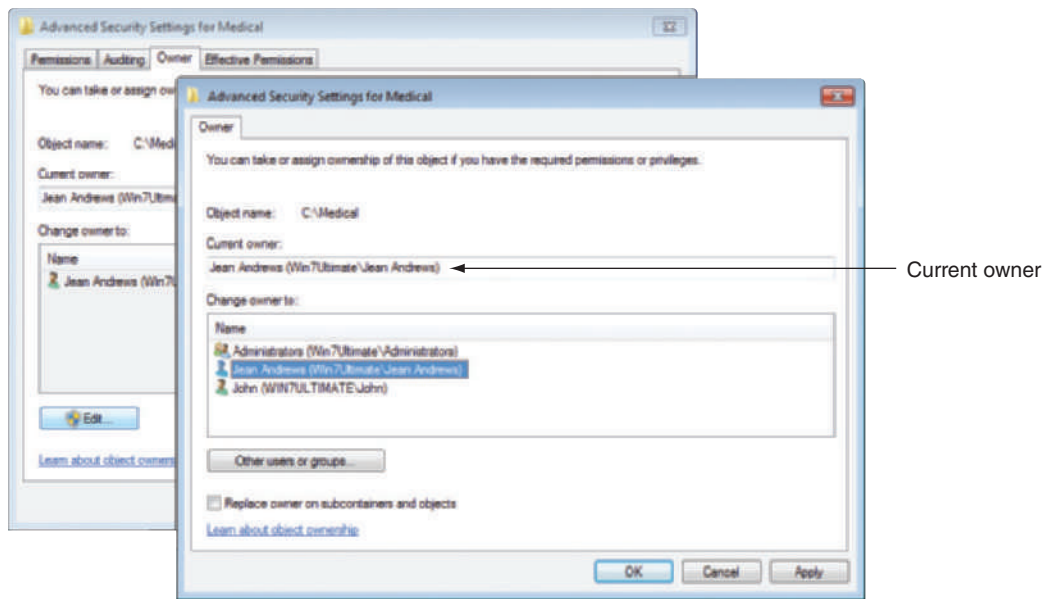 Advanced Security Settings for Medical
Permissions Auditing Owner Effective Permissions
You can take or assign
Object name: C:\Medi
Current owner:
Jean Andrews (Win7Ultima
Change owner to:
Name
Jean Andrews (Win7U
Edit...
Learn about object owners
Advanced Security Settings for Medical
Owner
You can take or assign ownership of this object if you have the required permissions or privileges.
Object name: C:\Medical
Current owner:
Jean Andrews (Win7Ultimate\Jean Andrews)
Change owner to:
Name
Administrators (Win7Ultimate\Administrators)
Jean Andrews (Win7Ultimate\Jean Andrews)
John (WIN7ULTIMATE\John)
Other users or groups...
Replace owner on subcontainers and objects
Learn about object ownership
OK Cancel Apply
Current owner